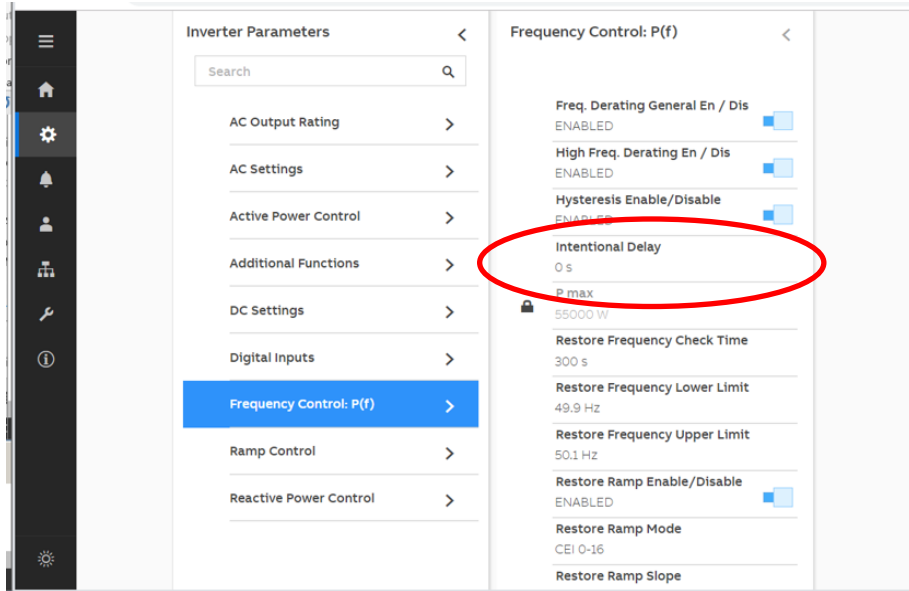 Inverter Parameters
Search
AC Output Rating
AC Settings
Active Power Control
Additional Functions
DC Settings
Digital Inputs
Frequency Control: P(f)
Ramp Control
Reactive Power Control
Frequency Control: P(f)
Freq. Derating General En / Dis
ENABLED
High Freq. Derating En / Dis
ENABLED
Hysteresis Enable/Disable
ENABLED
Intentional Delay
0 s
P max
55000 W
Restore Frequency Check Time
300 s
Restore Frequency Lower Limit
49.9 Hz
Restore Frequency Upper Limit
50.1 Hz
Restore Ramp Enable/Disable
ENABLED
Restore Ramp Mode
CEI 0-16
Restore Ramp Slope